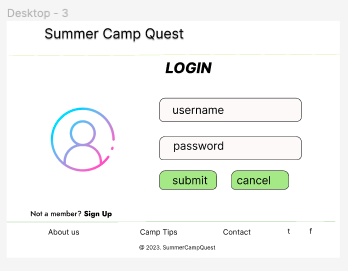 Desktop - 3
Summer Camp Quest
LOGIN
username
password
submit cancel
Not a member? Sign Up
About us Camp Tips Contact t f
@ 2023. SummerCampQuest